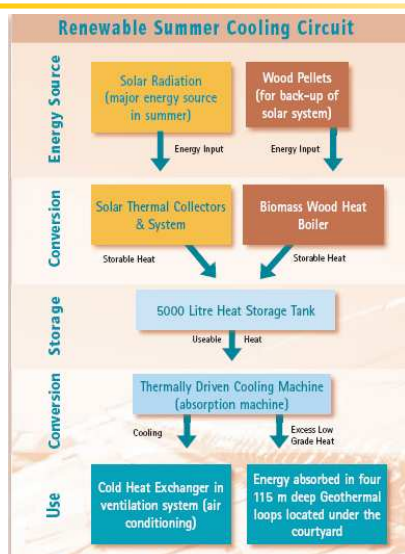 Renewable Summer Cooling Circuit
Energy Source
Solar Radiation
(major energy source
in summer)
Wood Pellets
(for back-up of
solar system)
Energy Input
Energy Input
Conversion
Solar Thermal Collectors
& System
Biomass Wood Heat
Boiler
Storable Heat
Storable Heat
Storage
5000 Litre Heat Storage Tank
Useable Heat
Conversion
Thermally Driven Cooling Machine
(absorption machine)
Cooling
Excess Low
Grade Heat
Use
Cold Heat Exchanger in
ventilation system (air
conditioning)
Energy absorbed in four
115 m deep Geothermal
loops located under the
courtyard